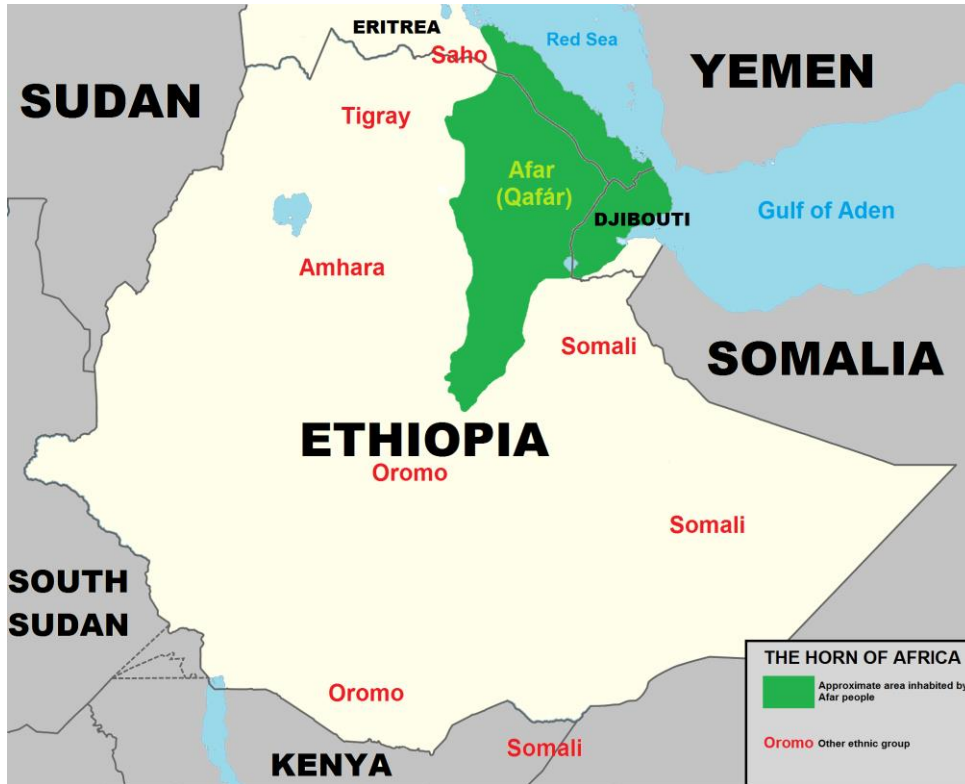 ERITREA
Red Sea
Saho
YEMEN
SUDAN
Tigray
Afar
(Qafár)
DJIBOUTI
Gulf of Aden
Amhara
Somali
SOMALIA
ETHIOPIA
Oromo
Somali
SOUTH
SUDAN
Oromo
Somali
KENYA
THE HORN OF AFRICA
Approximate area inhabited by
Afar people
Oromo Other ethnic group